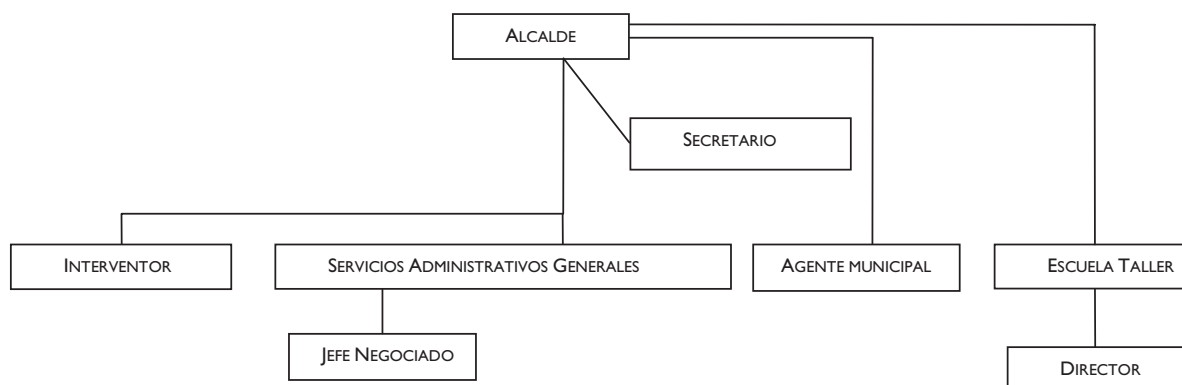 ALCALDE
SECRETARIO
INTERVENTOR
SERVICIOS ADMINISTRATIVOS GENERALES
AGENTE MUNICIPAL
ESCUELA TALLER
JEFE NEGOCIADO
DIRECTOR